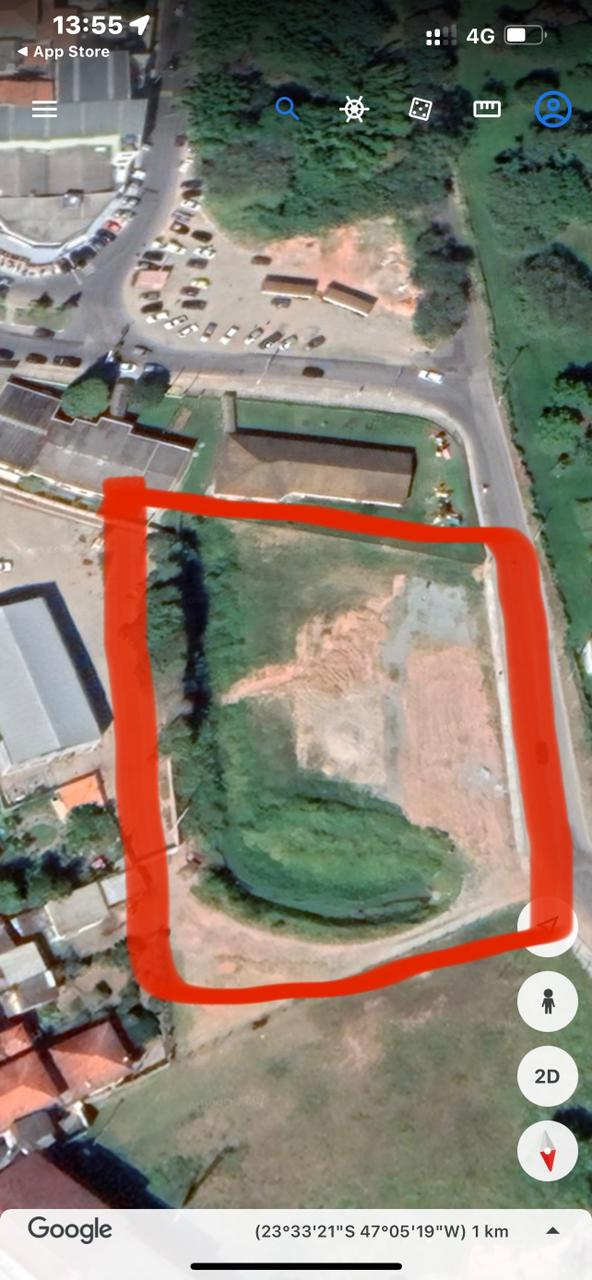 13:55
4G
◀ App Store
2D
Google
(23°33'21"S 47°05'19"W) 1 km